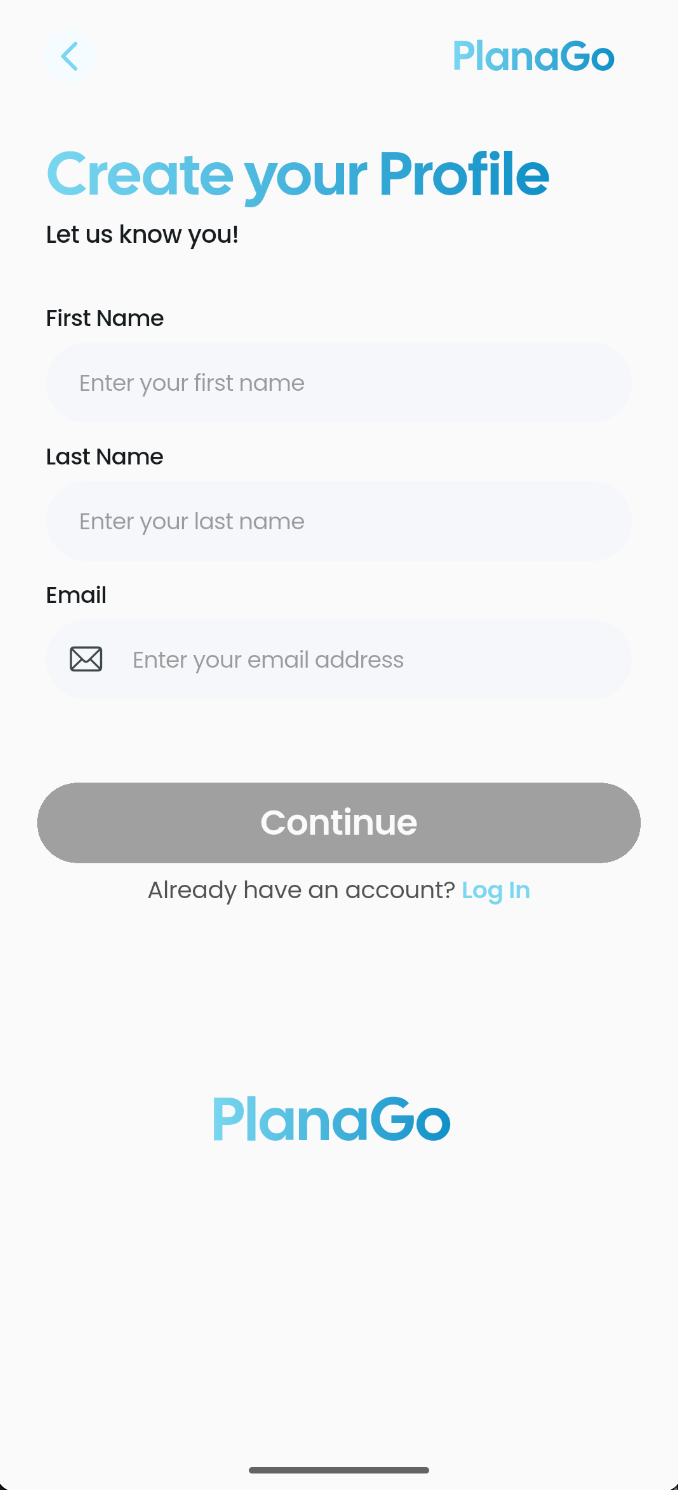 PlanaGo
Create your Profile
Let us know you!
First Name
Enter your first name
Last Name
Enter your last name
Email
Enter your email address
Continue
Already have an account? Log In
PlanaGo